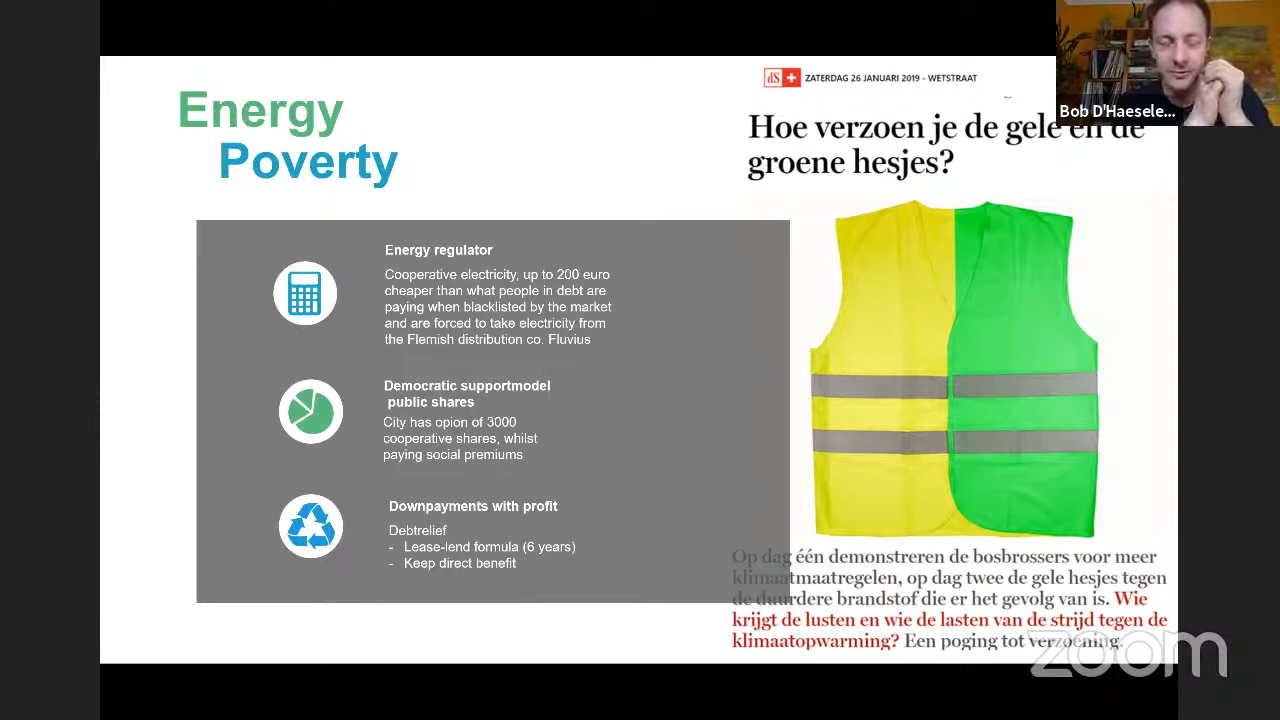 Energy
Poverty
Energy regulator
Cooperative electricity, up to 200 euro
cheaper than what people in debt are
paying when blacklisted by the market
and are forced to take electricity from
the Flemish distribution co. Fluvius
Democratic supportmodel
public shares
City has opion of 3000
cooperative shares, whilst
paying social premiums
Downpayments with profit
Debtrelief
- Lease-lend formula (6 years)
- Keep direct benefit
dS + ZATERDAG 26 JANUARI 2019 - WETSTRAAT
Hoe verzoen je de gele en de
groene hesjes?
Op dag één demonstreren de bosbrossers voor meer
klimaatmaatregelen, op dag twee de gele hesjes tegen
de duurdere brandstof die er het gevolg van is. Wie
krijgt de lusten en wie de lasten van de strijd tegen de
klimaatopwarming? Een poging tot verzoening.
Bob D'Haesele...
zoom